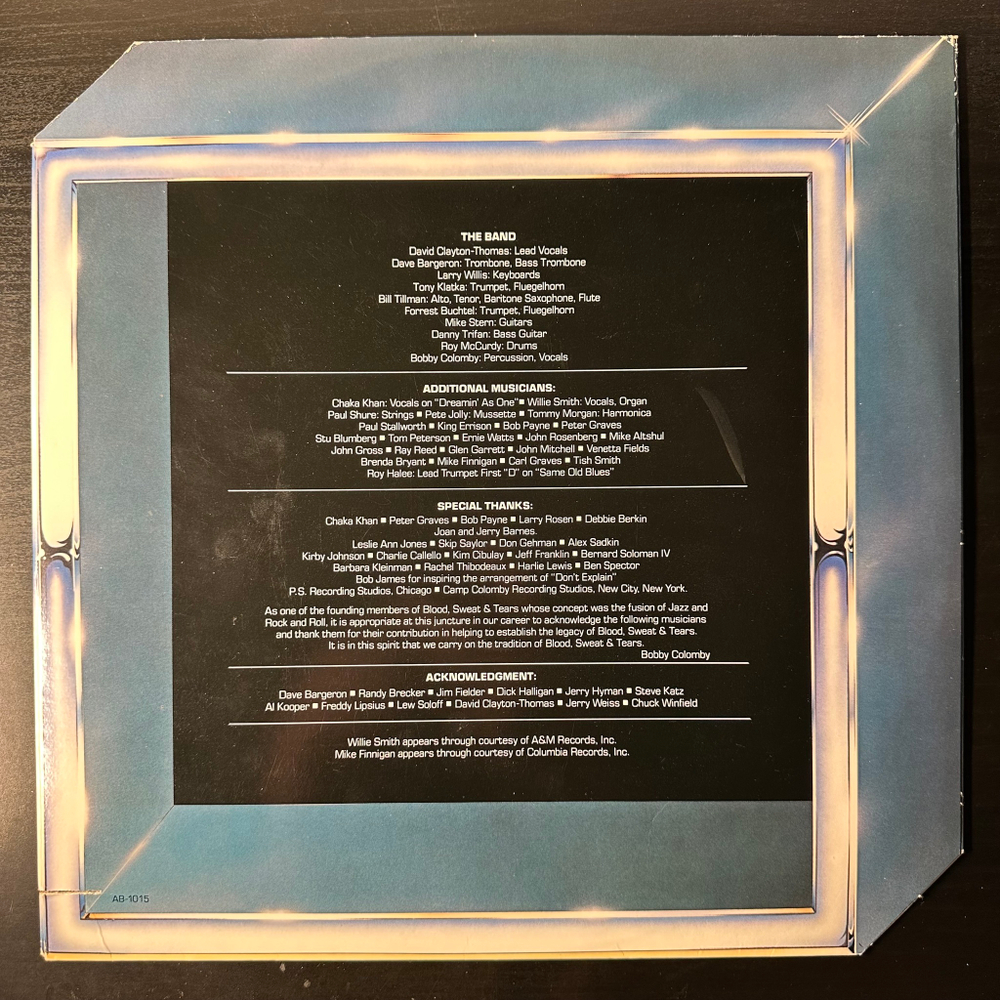 THE BAND
David Clayton-Thomas: Lead Vocals
Dave Bargeron: Trombone, Bass Trombone
Larry Willis: Keyboards
Tony Klatka: Trumpet, Fluegelhorn
Bill Tillman: Alto, Tenor, Baritone Saxophone, Flute
Forrest Buchtel: Trumpet, Fluegelhorn
Mike Stern: Guitars
Danny Trifan: Bass Guitar
Roy McCurdy: Drums
Bobby Colomby: Percussion, Vocals
ADDITIONAL MUSICIANS:
Chaka Khan: Vocals on "Dreamin' As One" ■ Willie Smith: Vocals, Organ
Paul Shure: Strings ■ Pete Jolly: Mussette ■ Tommy Morgan: Harmonica
Paul Stallworth ■ King Errison ■ Bob Payne ■ Peter Graves
Stu Blumberg ■ Tom Peterson ■ Ernie Watts ■ John Rosenberg ■ Mike Altshul
John Gross ■ Ray Reed ■ Glen Garrett ■ John Mitchell ■ Venetta Fields
Brenda Bryant ■ Mike Finnigan ■ Carl Graves ■ Tish Smith
Roy Halee: Lead Trumpet First "D" on "Same Old Blues"
SPECIAL THANKS:
Chaka Khan ■ Peter Graves ■ Bob Payne ■ Larry Rosen ■ Debbie Berkin
Joan and Jerry Barnes.
Leslie Ann Jones ■ Skip Saylor ■ Don Gehman ■ Alex Sadkin
Kirby Johnson ■ Charlie Callello ■ Kim Cibulay ■ Jeff Franklin ■ Bernard Soloman IV
Barbara Kleinman ■ Rachel Thibodeaux ■ Harlie Lewis ■ Ben Spector
Bob James for inspiring the arrangement of "Don't Explain"
P.S. Recording Studios, Chicago ■ Camp Colomby Recording Studios, New City, New York.
As one of the founding members of Blood, Sweat & Tears whose concept was the fusion of Jazz and
Rock and Roll, it is appropriate at this juncture in our career to acknowledge the following musicians
and thank them for their contribution in helping to establish the legacy of Blood, Sweat & Tears.
It is in this spirit that we carry on the tradition of Blood, Sweat & Tears.
Bobby Colomby
ACKNOWLEDGMENT:
Dave Bargeron ■ Randy Brecker ■ Jim Fielder ■ Dick Halligan ■ Jerry Hyman ■ Steve Katz
Al Kooper ■ Freddy Lipsius ■ Lew Soloff ■ David Clayton-Thomas ■ Jerry Weiss ■ Chuck Winfield
Willie Smith appears through courtesy of A&M Records, Inc.
Mike Finnigan appears through courtesy of Columbia Records, Inc.
AB-1015